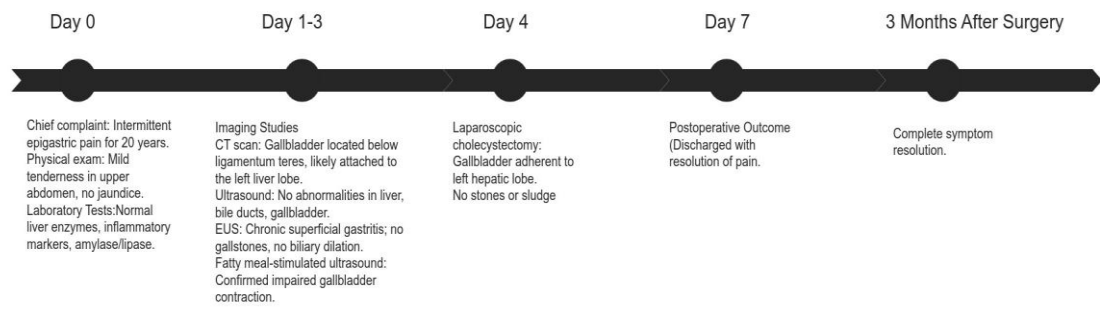 Day 0
Day 1-3
Day 4
Day 7
3 Months After Surgery
Chief complaint: Intermittent
epigastric pain for 20 years.
Physical exam: Mild
tenderness in upper
abdomen, no jaundice.
Laboratory Tests:Normal
liver enzymes, inflammatory
markers, amylase/lipase.
Imaging Studies
CT scan: Gallbladder located below
ligamentum teres, likely attached to
the left liver lobe.
Ultrasound: No abnormalities in liver,
bile ducts, gallbladder.
EUS: Chronic superficial gastritis; no
gallstones, no biliary dilation.
Fatty meal-stimulated ultrasound:
Confirmed impaired gallbladder
contraction.
Laparoscopic
cholecystectomy:
Gallbladder adherent to
left hepatic lobe.
No stones or sludge
Postoperative Outcome
(Discharged with
resolution of pain.
Complete symptom
resolution.